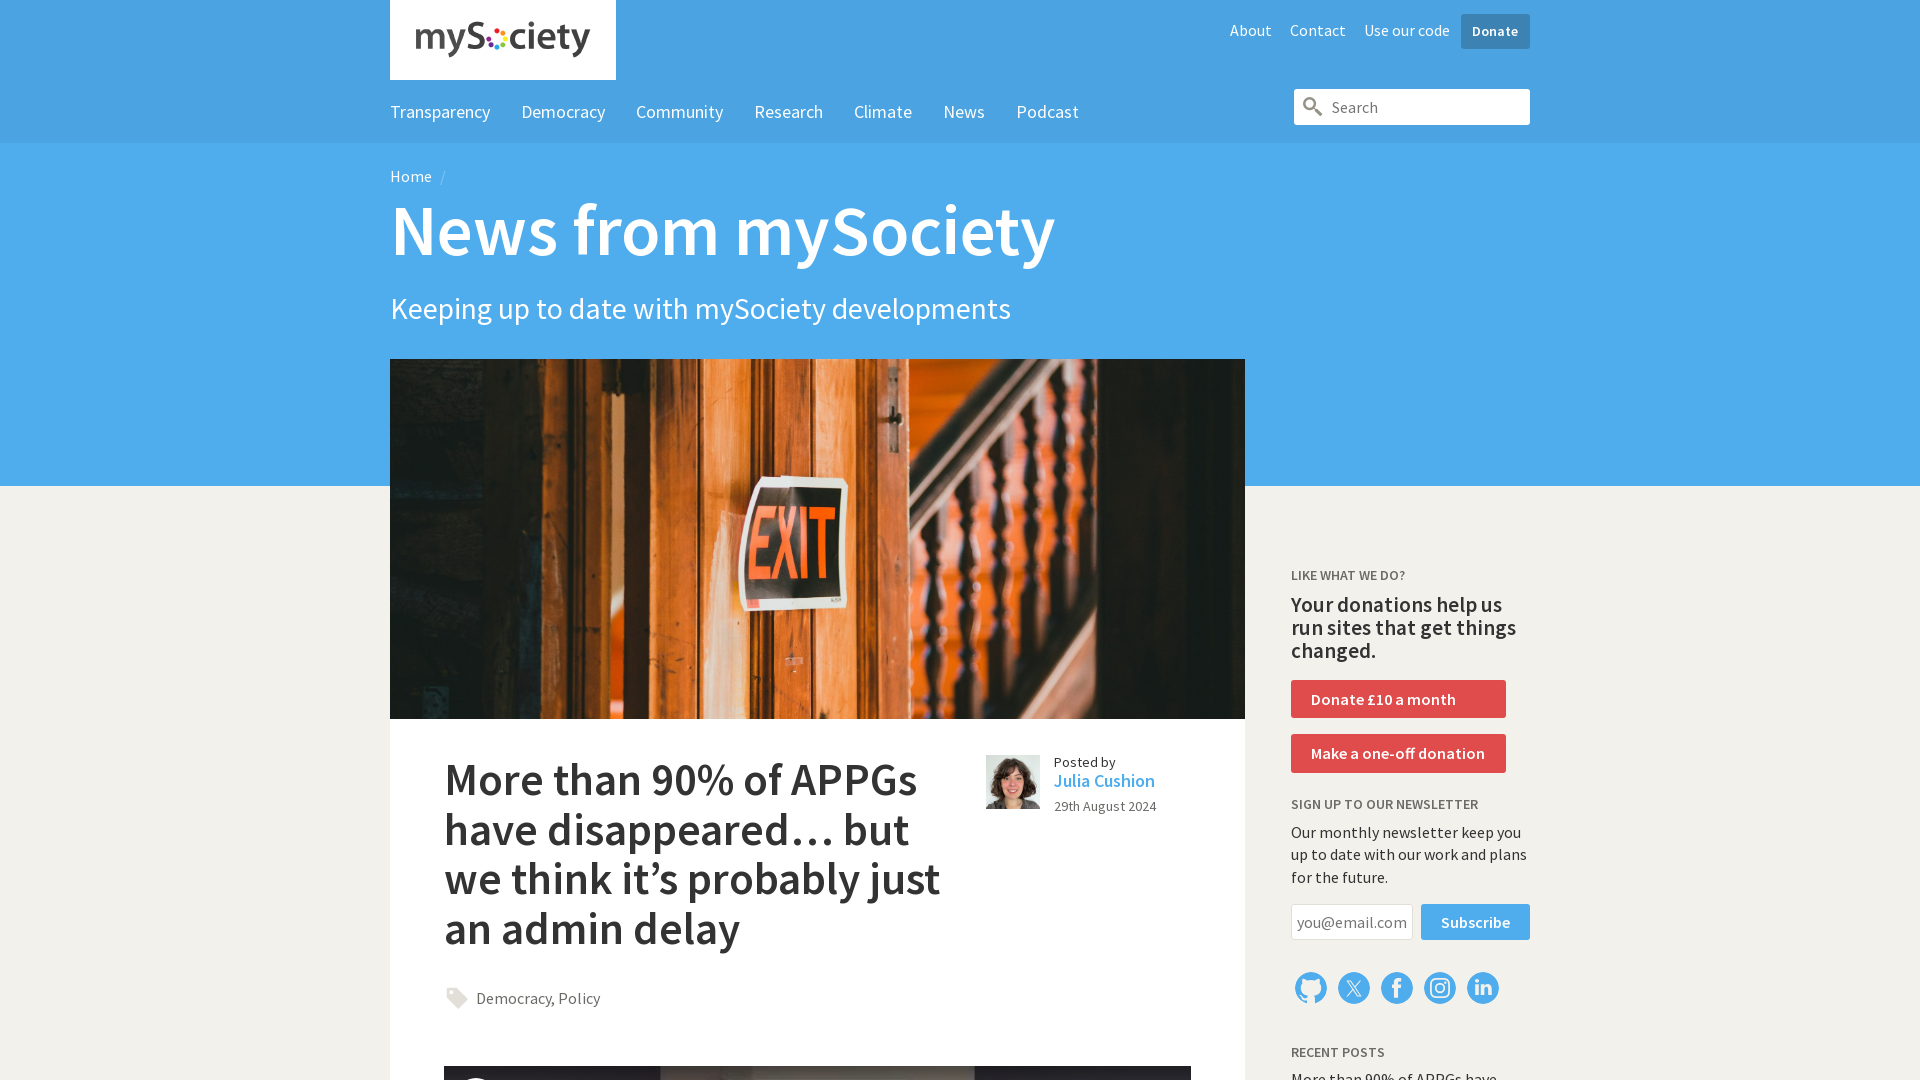 mySociety
About
Contact
Use our code
Donate
Transparency
Democracy
Community
Research
Climate
News
Podcast
Search
Home /
News from mySociety
Keeping up to date with mySociety developments
EXIT
More than 90% of APPGs
have disappeared… but
we think it’s probably just
an admin delay
Posted by
Julia Cushion
29th August 2024
Democracy, Policy
LIKE WHAT WE DO?
Your donations help us
run sites that get things
changed.
Donate £10 a month
Make a one-off donation
SIGN UP TO OUR NEWSLETTER
Our monthly newsletter keep you
up to date with our work and plans
for the future.
you@email.com
Subscribe
RECENT POSTS
More than 90% of APPGs have